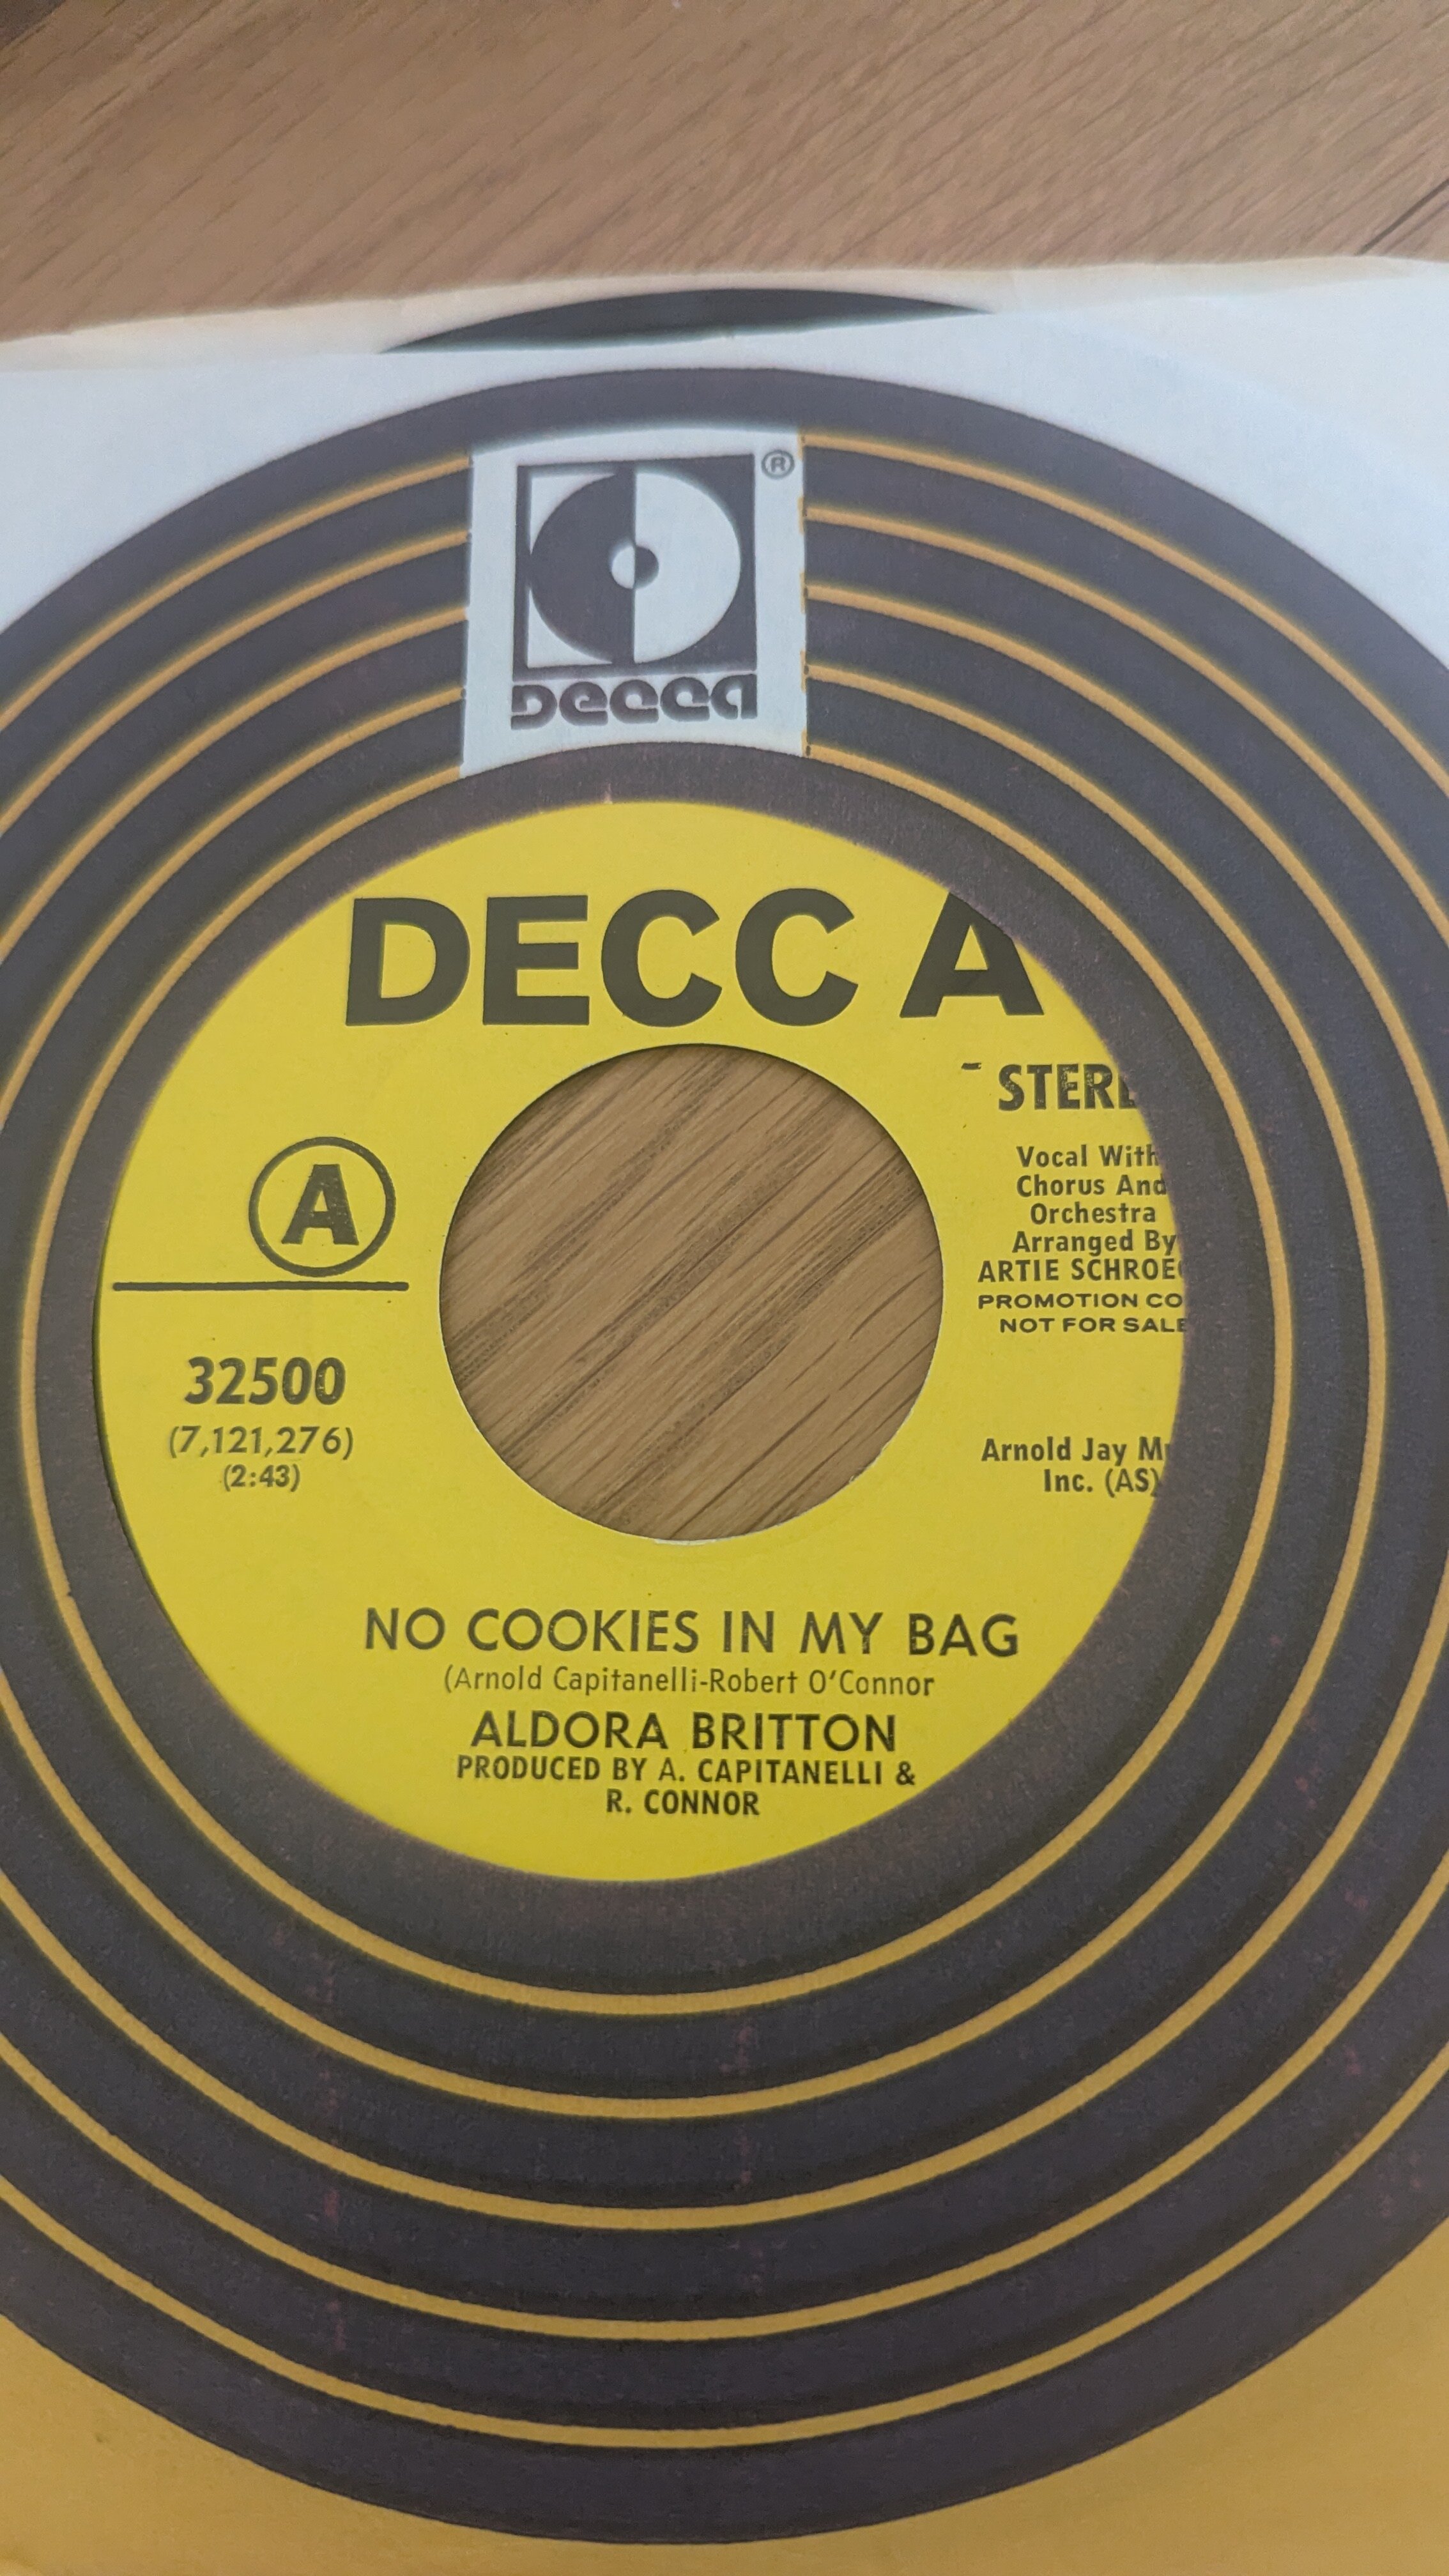 ®
DECCA
DECCA
STERE
Vocal With
Chorus And
Orchestra
Arranged By
ARTIE SCHROE
PROMOTION CO
NOT FOR SALE
A
32500
(7,121,276)
(2:43)
Arnold Jay M
Inc. (AS)
NO COOKIES IN MY BAG
(Arnold Capitanelli-Robert O'Connor
ALDORA BRITTON
PRODUCED BY A. CAPITANELLI &
R. CONNOR